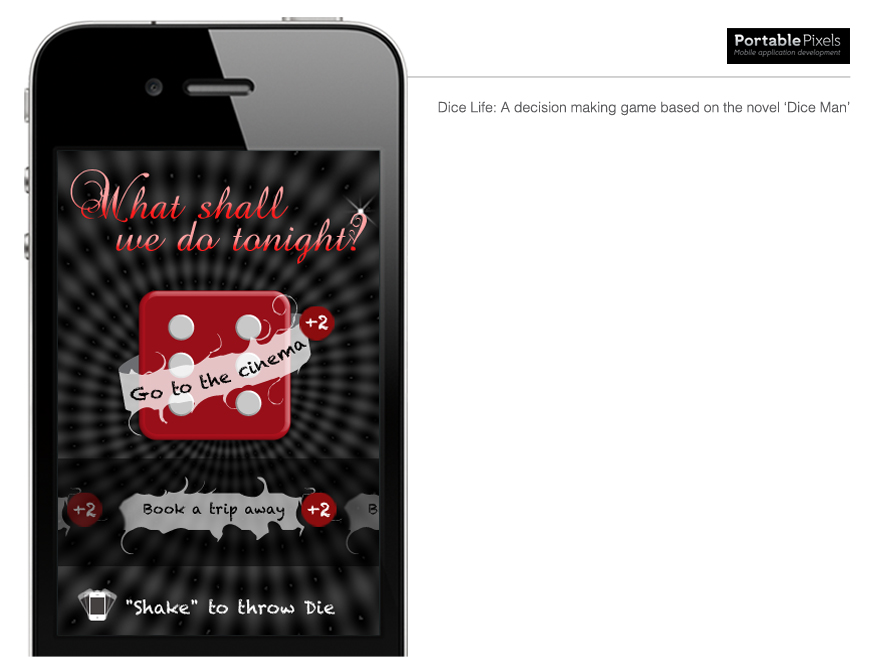 PortablePixels
Mobile application development
Dice Life: A decision making game based on the novel ‘Dice Man’
What shall
we do tonight?
+2
Go to the cinema
+2
Book a trip away
+2
B
"Shake" to throw Die